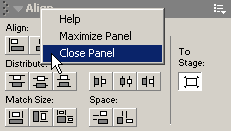 Align
Help
Align:
Maximize Panel
Close Panel
To
Stage:
Distribute:
Match Size:
Space: